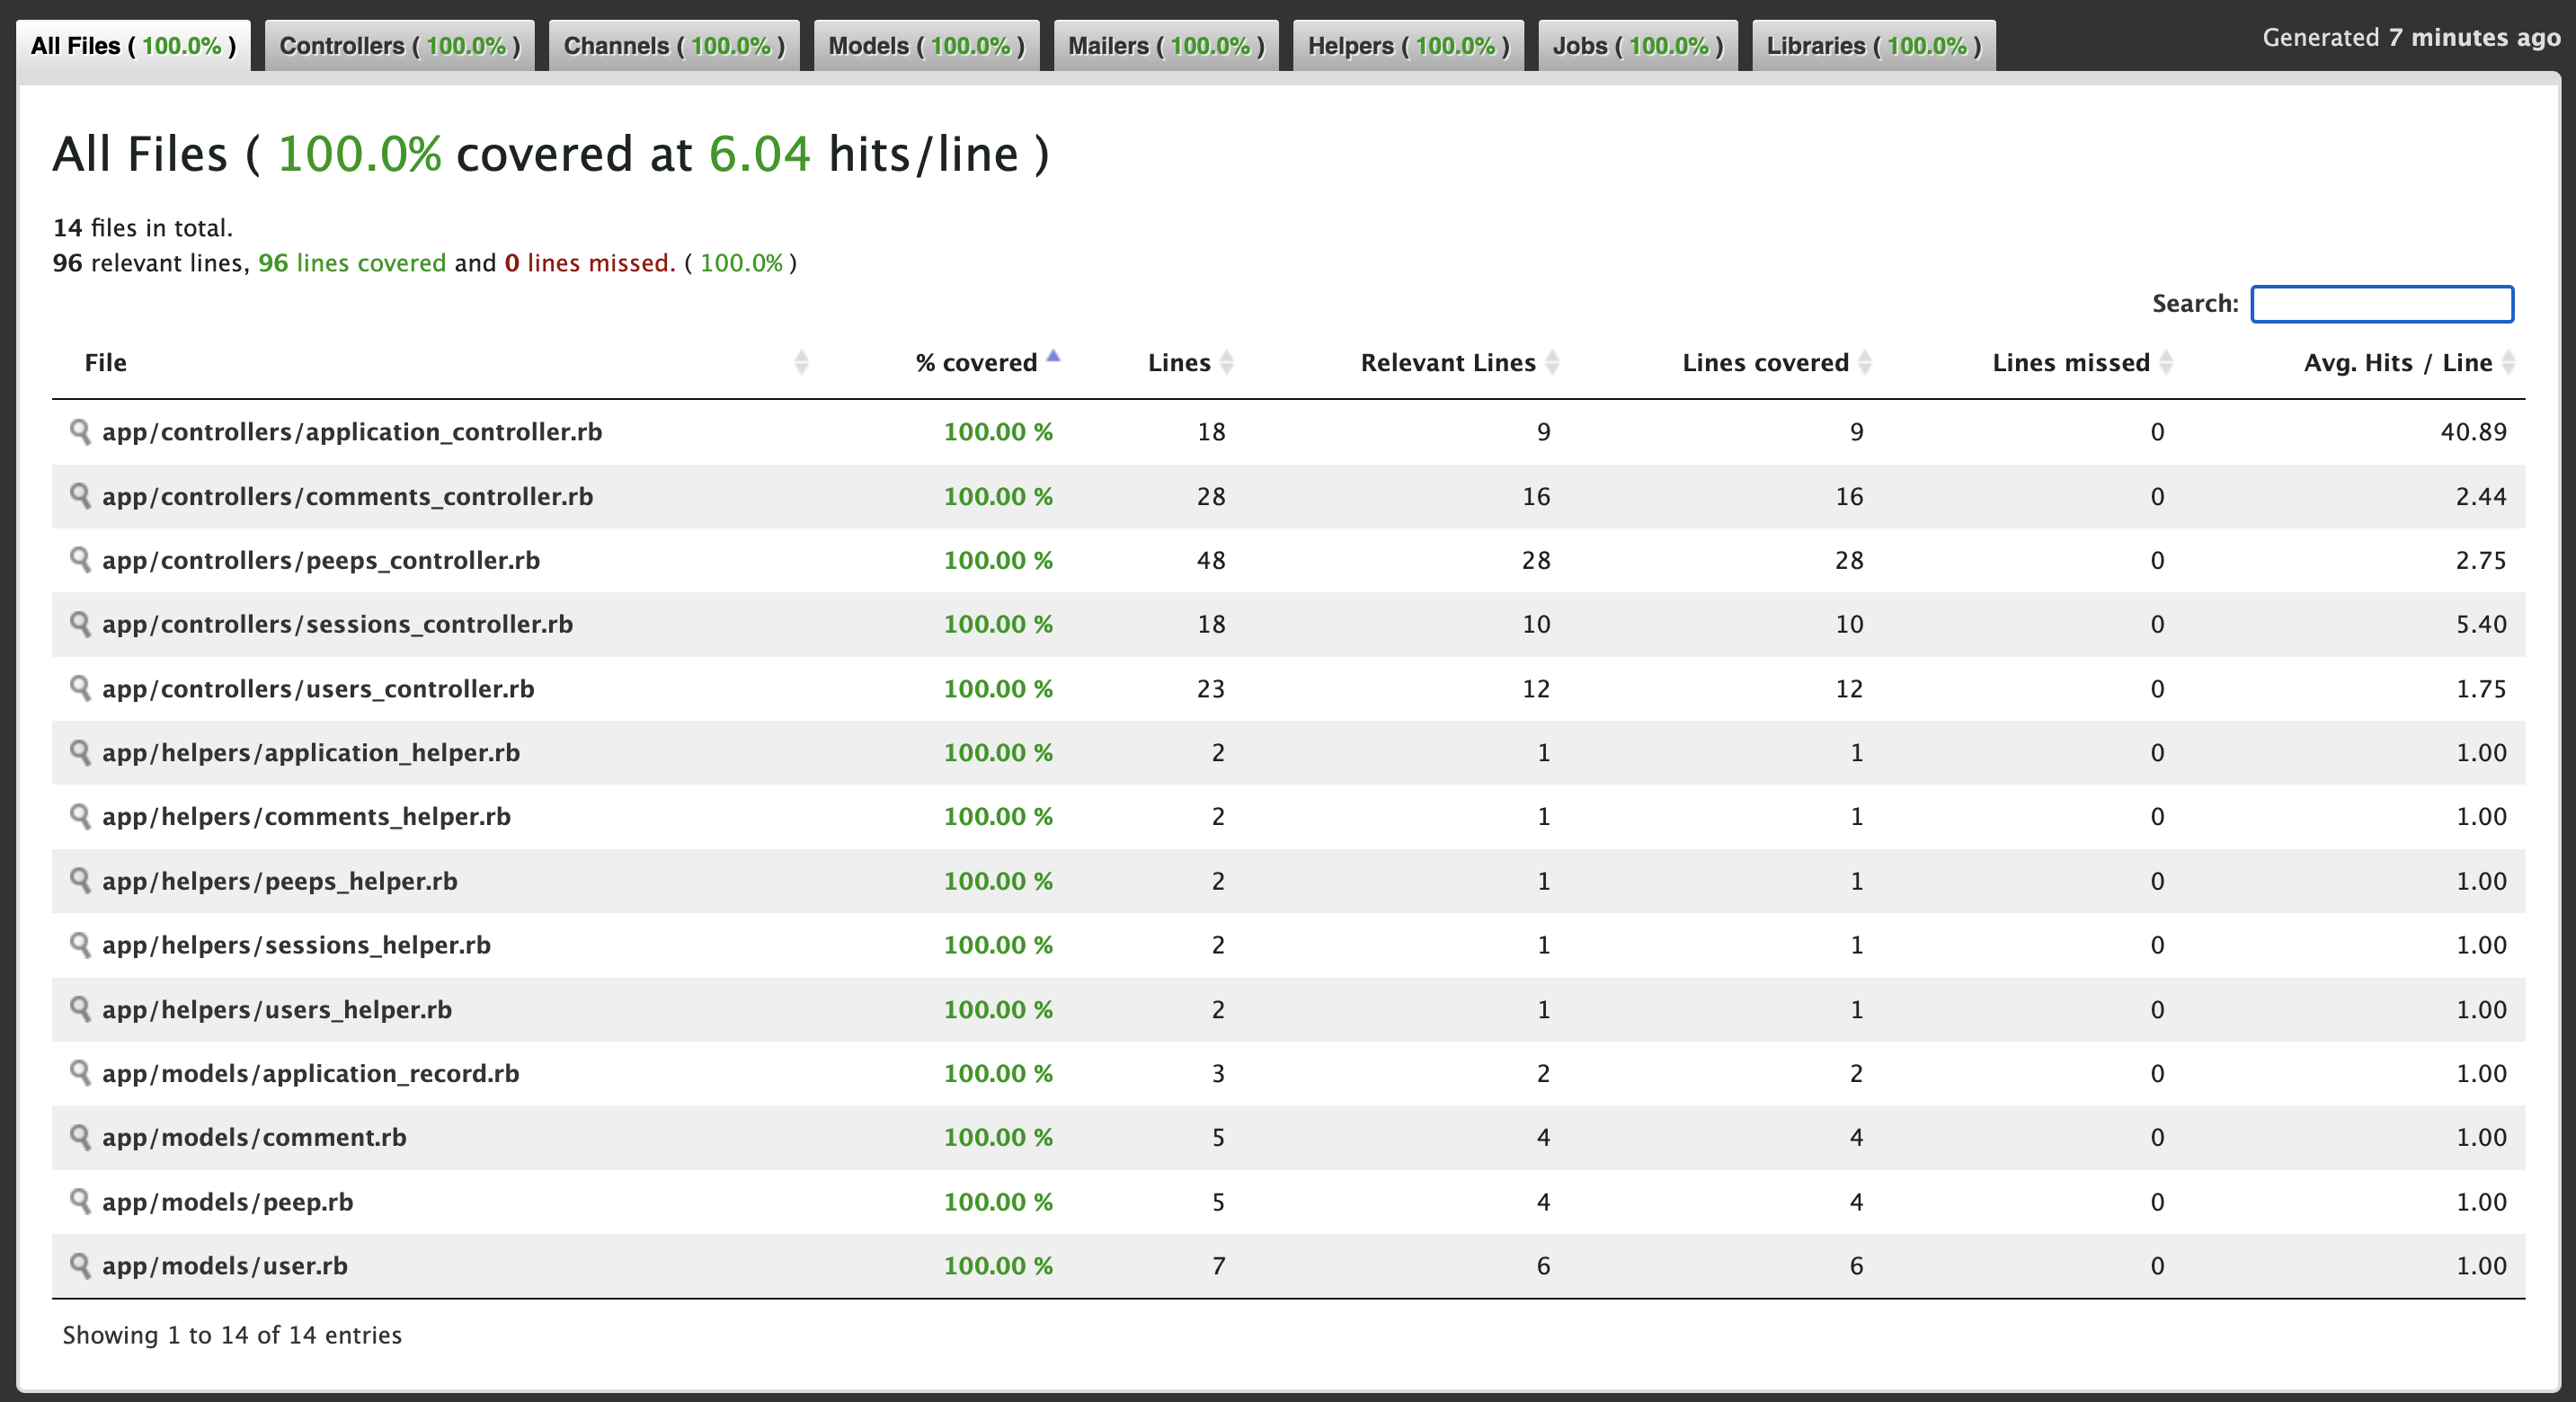 All Files ( 100.0% ) Controllers ( 100.0% ) Channels ( 100.0% ) Models ( 100.0% ) Mailers ( 100.0% ) Helpers ( 100.0% ) Jobs ( 100.0% ) Libraries ( 100.0% ) Generated 7 minutes ago
All Files ( 100.0% covered at 6.04 hits/line )
14 files in total.
96 relevant lines, 96 lines covered and 0 lines missed. ( 100.0% )
Search:
File % covered Lines Relevant Lines Lines covered Lines missed Avg. Hits / Line
app/controllers/application_controller.rb 100.00 % 18 9 9 0 40.89
app/controllers/comments_controller.rb 100.00 % 28 16 16 0 2.44
app/controllers/peeps_controller.rb 100.00 % 48 28 28 0 2.75
app/controllers/sessions_controller.rb 100.00 % 18 10 10 0 5.40
app/controllers/users_controller.rb 100.00 % 23 12 12 0 1.75
app/helpers/application_helper.rb 100.00 % 2 1 1 0 1.00
app/helpers/comments_helper.rb 100.00 % 2 1 1 0 1.00
app/helpers/peeps_helper.rb 100.00 % 2 1 1 0 1.00
app/helpers/sessions_helper.rb 100.00 % 2 1 1 0 1.00
app/helpers/users_helper.rb 100.00 % 2 1 1 0 1.00
app/models/application_record.rb 100.00 % 3 2 2 0 1.00
app/models/comment.rb 100.00 % 5 4 4 0 1.00
app/models/peep.rb 100.00 % 5 4 4 0 1.00
app/models/user.rb 100.00 % 7 6 6 0 1.00
Showing 1 to 14 of 14 entries